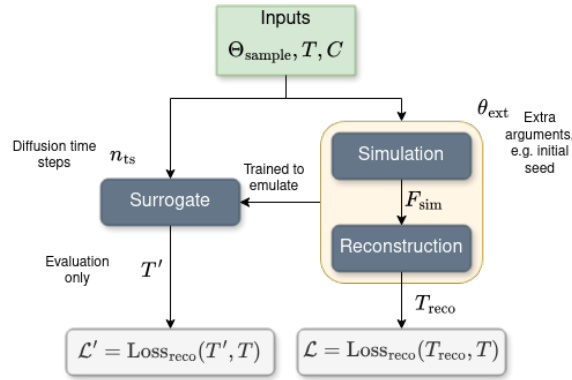 Inputs
Θ_sample, T, C
θ_ext
Extra
arguments,
e.g. initial
seed
Diffusion time
steps
n_ts
Simulation
Trained to
emulate
Surrogate
F_sim
Reconstruction
Evaluation
only
T′
T_reco
ℒ′ = Loss_reco(T′, T)
ℒ = Loss_reco(T_reco, T)